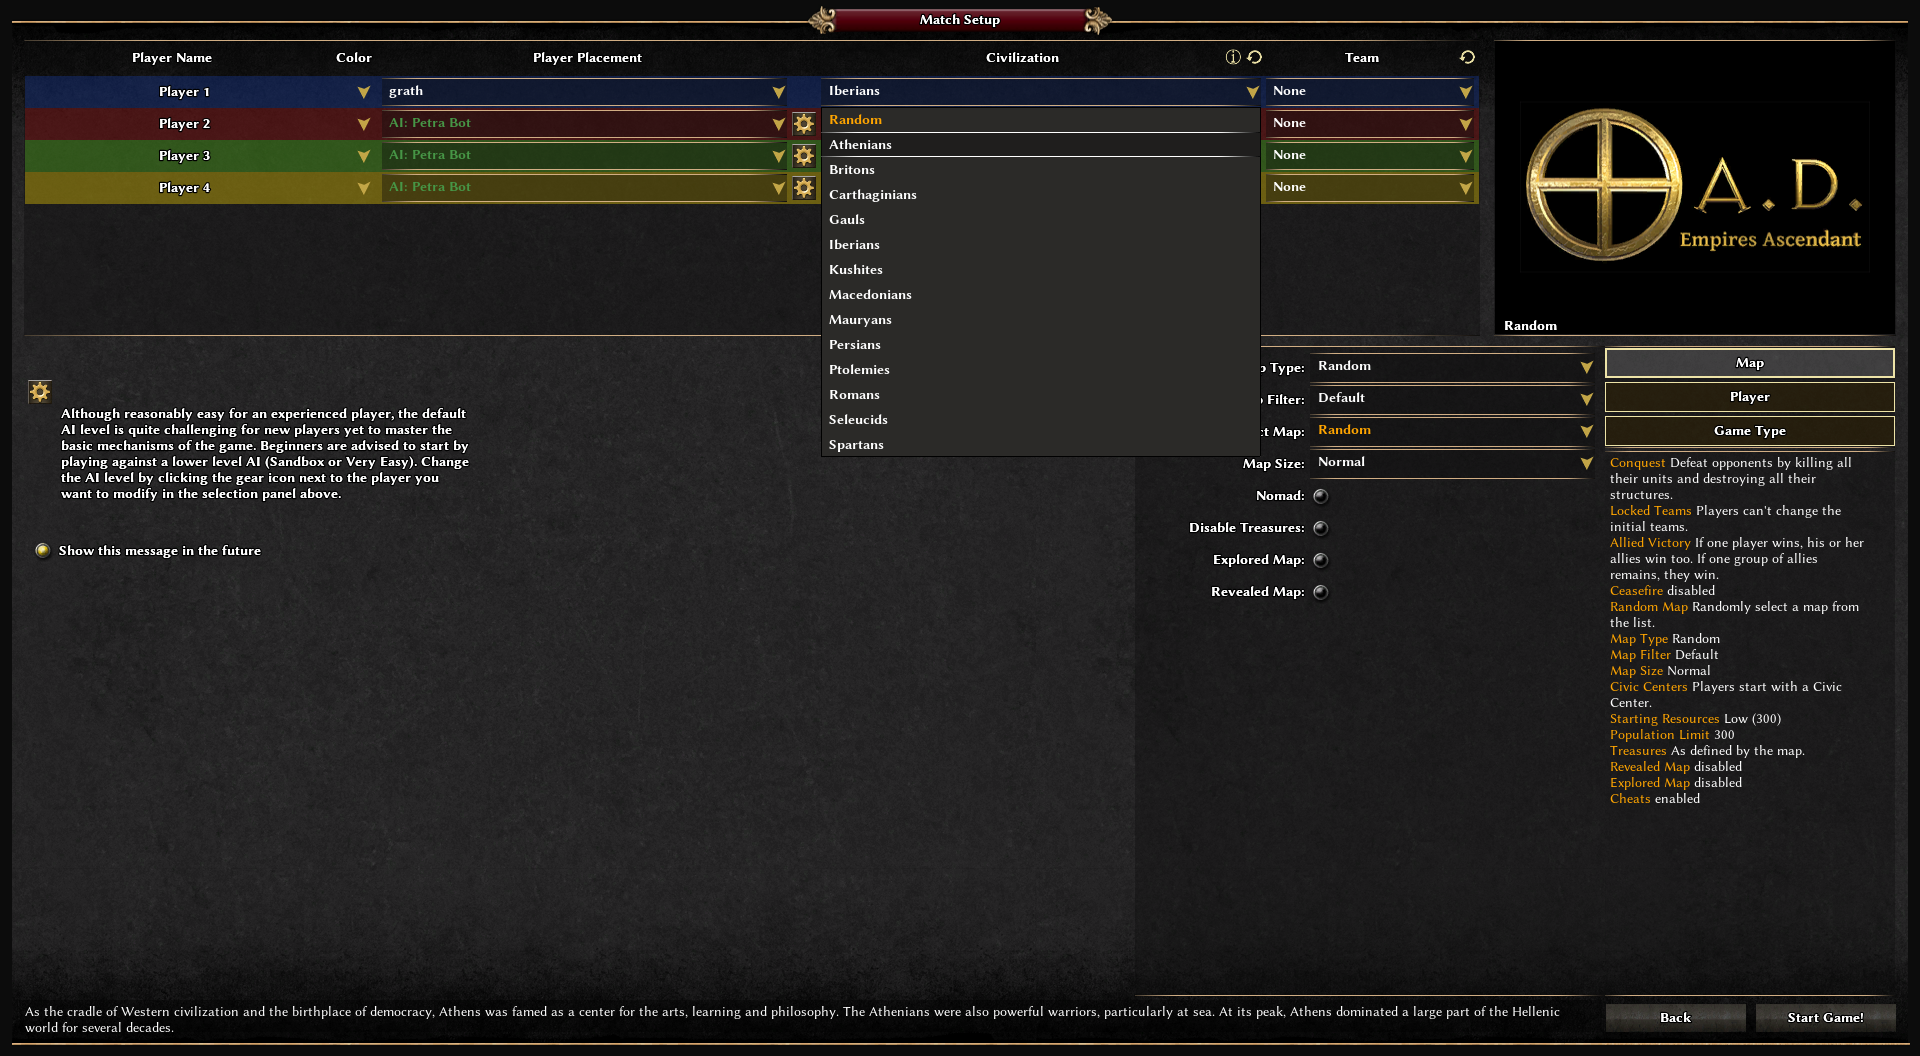 Match Setup
Player Name Color Player Placement Civilization Team
Player 1 grath Iberians None
Player 2 AI: Petra Bot None
Player 3 AI: Petra Bot None
Player 4 AI: Petra Bot None
Random
Athenians
Britons
Carthaginians
Gauls
Iberians
Kushites
Macedonians
Mauryans
Persians
Ptolemies
Romans
Seleucids
Spartans
A.D.
Empires Ascendant
Random
Although reasonably easy for an experienced player, the default
AI level is quite challenging for new players yet to master the
basic mechanisms of the game. Beginners are advised to start by
playing against a lower level AI (Sandbox or Very Easy). Change
the AI level by clicking the gear icon next to the player you
want to modify in the selection panel above.
Show this message in the future
Type: Random
Filter: Default
Map: Random
Map Size: Normal
Nomad:
Disable Treasures:
Explored Map:
Revealed Map:
Map
Player
Game Type
Conquest Defeat opponents by killing all
their units and destroying all their
structures.
Locked Teams Players can't change the
initial teams.
Allied Victory If one player wins, his or her
allies win too. If one group of allies
remains, they win.
Ceasefire disabled
Random Map Randomly select a map from
the list.
Map Type Random
Map Filter Default
Map Size Normal
Civic Centers Players start with a Civic
Center.
Starting Resources Low (300)
Population Limit 300
Treasures As defined by the map.
Revealed Map disabled
Explored Map disabled
Cheats enabled
As the cradle of Western civilization and the birthplace of democracy, Athens was famed as a center for the arts, learning and philosophy. The Athenians were also powerful warriors, particularly at sea. At its peak, Athens dominated a large part of the Hellenic
world for several decades.
Back
Start Game!